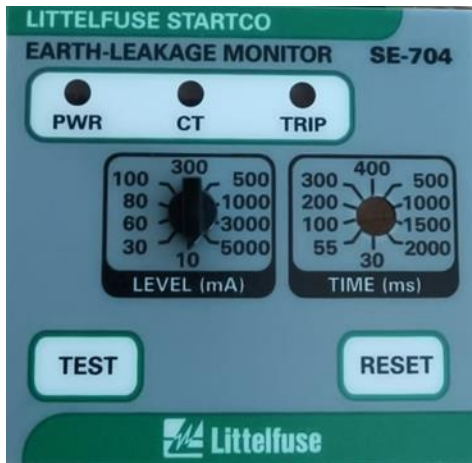 LITTELFUSE STARTCO
EARTH-LEAKAGE MONITOR SE-704
PWR CT TRIP
300
100 500
80 1000
60 3000
30 5000
10
LEVEL (mA)
400
300 500
200 1000
100 1500
55 2000
30
TIME (ms)
TEST RESET
Littelfuse